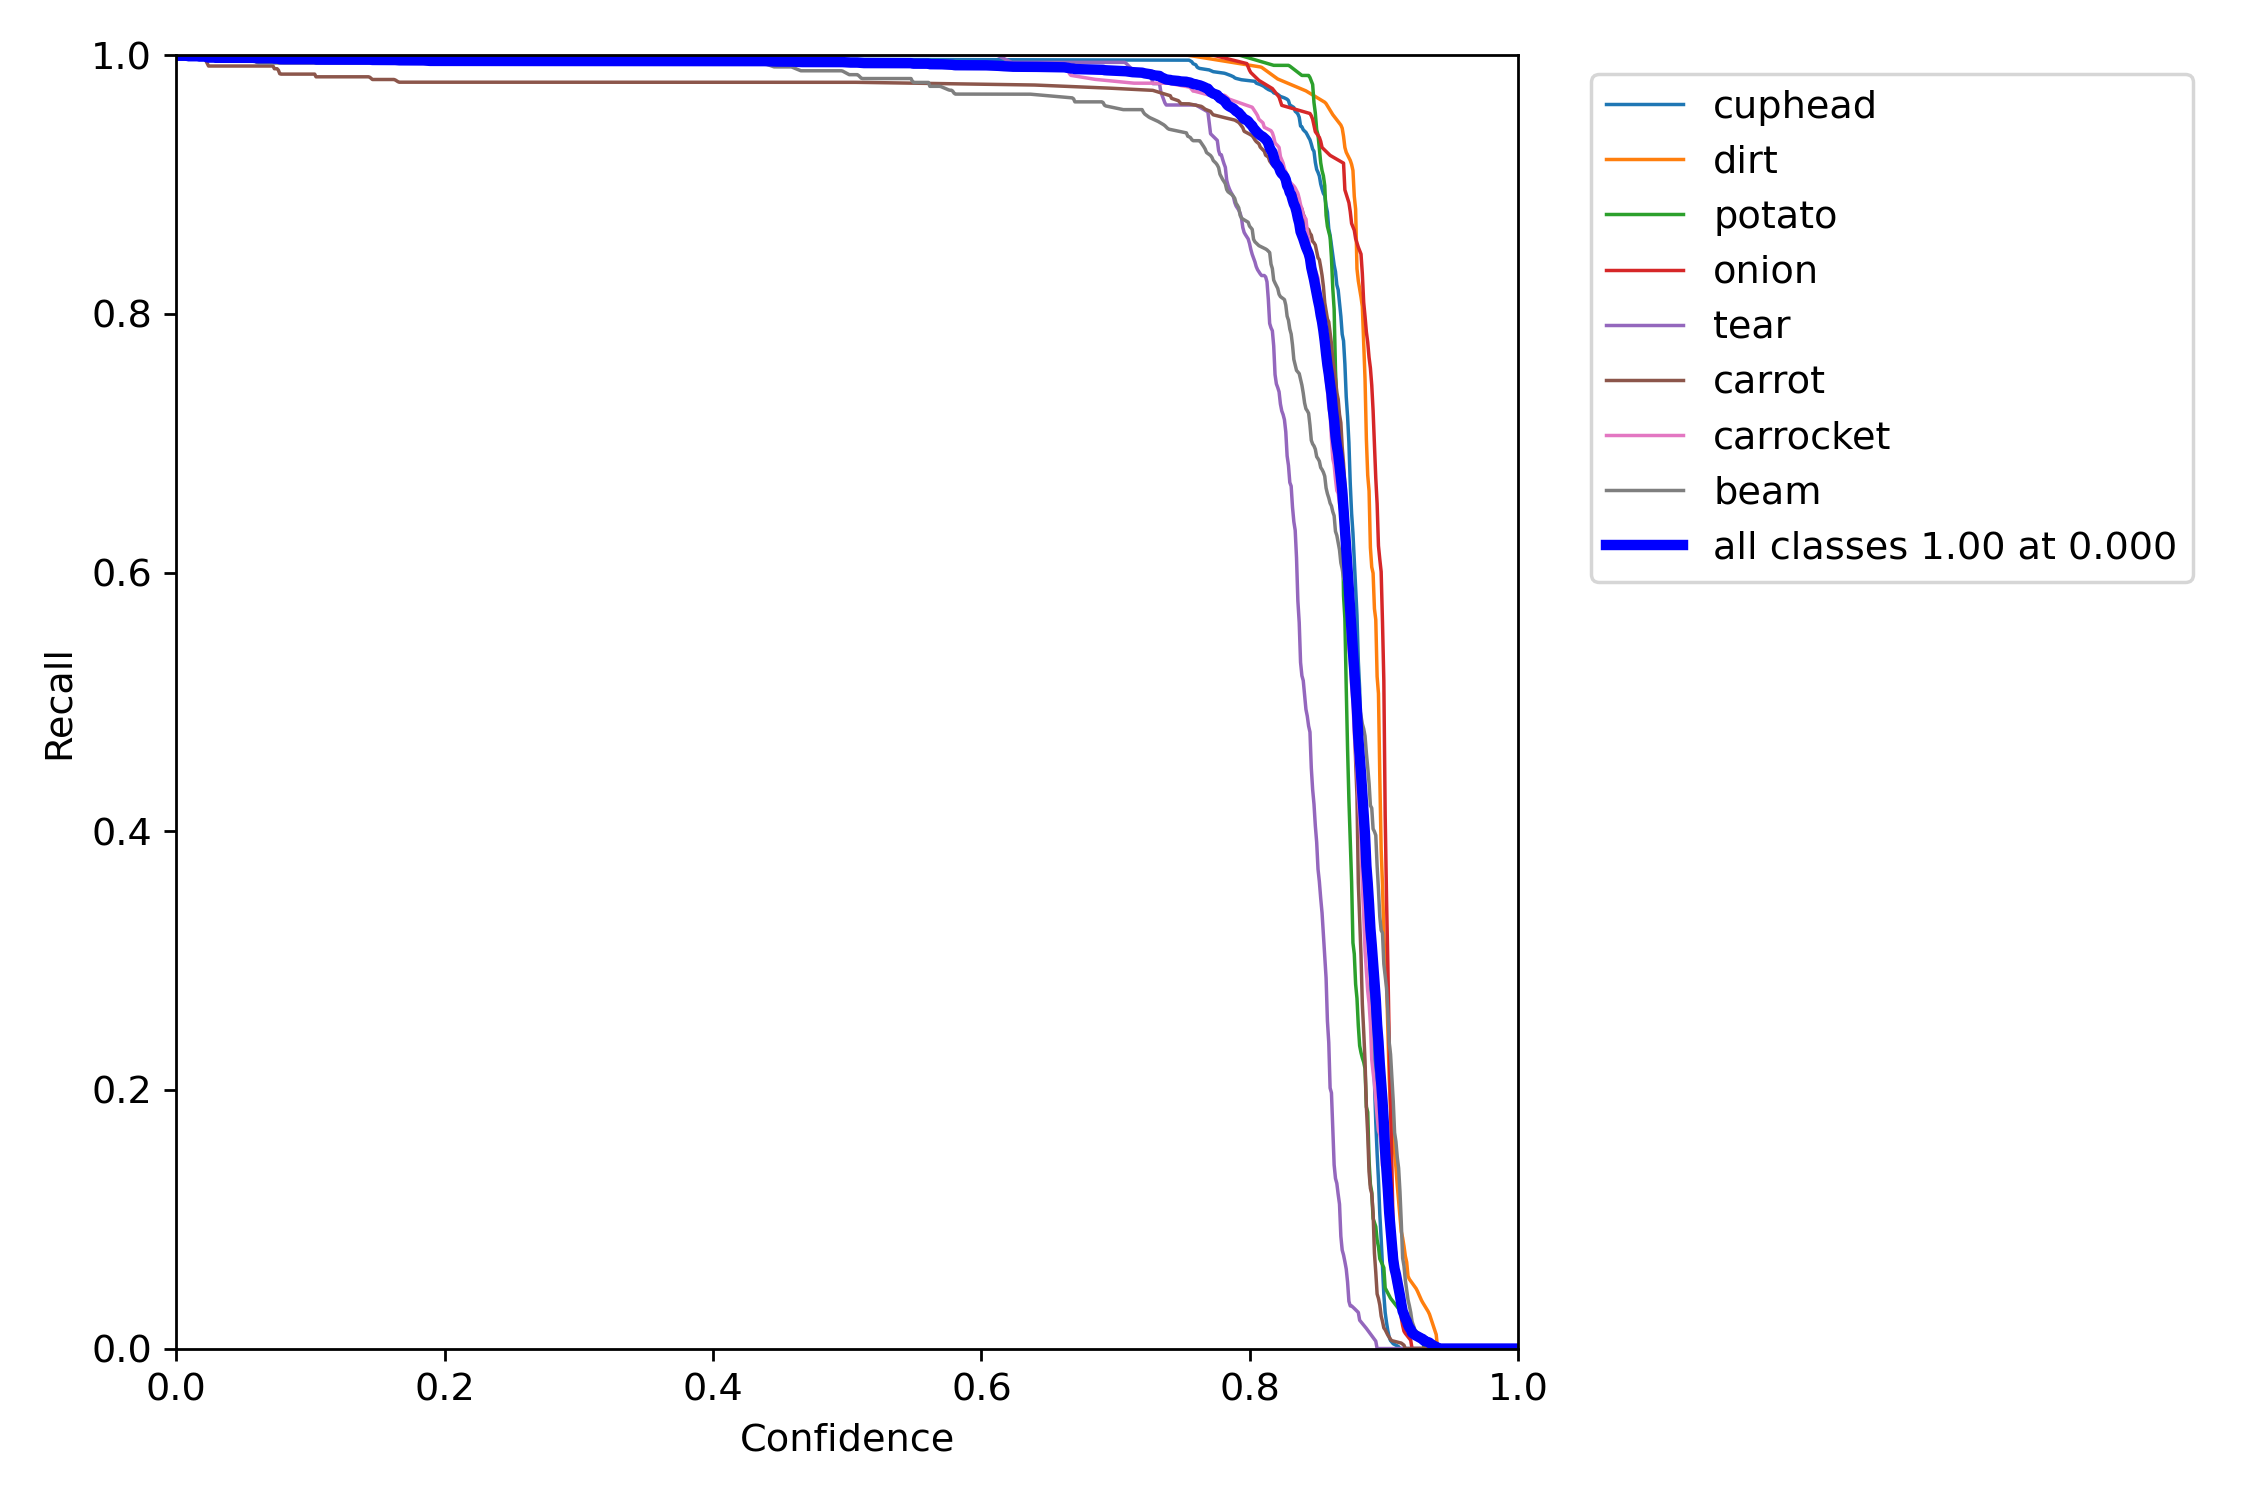 1.0
0.8
0.6
0.4
0.2
0.0
Recall
0.0 0.2 0.4 0.6 0.8 1.0
Confidence
cuphead
dirt
potato
onion
tear
carrot
carrocket
beam
all classes 1.00 at 0.000